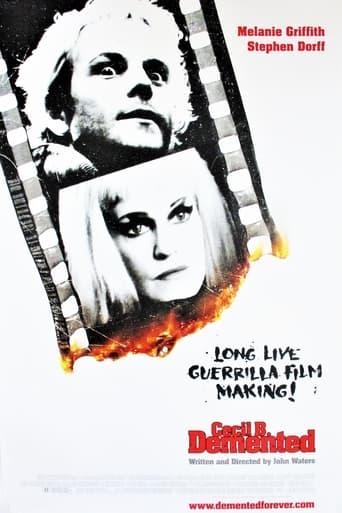 Melanie Griffith
Stephen Dorff
LONG LIVE
GUERRILLA FILM
MAKING!
Cecil B.
Demented
Written and Directed by John Waters
www.dementedforever.com